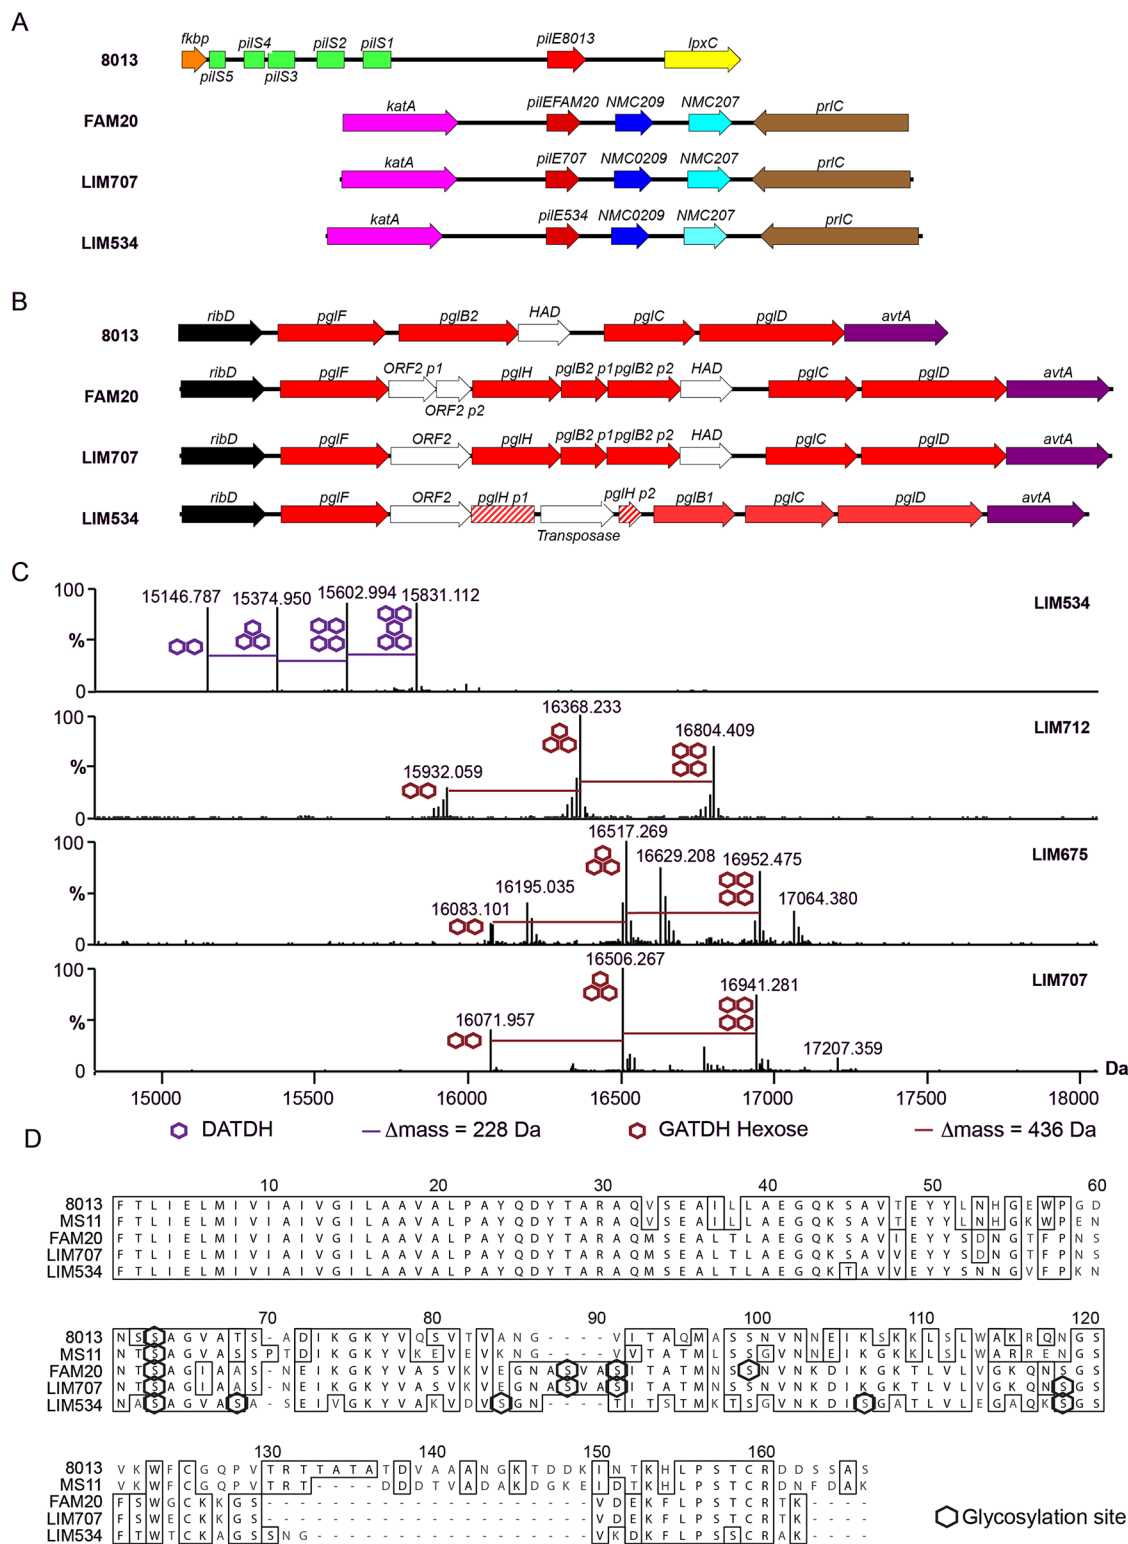 A
8013 fkbp pilS5 pilS4 pilS3 pilS2 pilS1 pilE8013 lpxC
FAM20 katA pilEFAM20 NMC209 NMC207 prlC
LIM707 katA pilE707 NMC0209 NMC207 prlC
LIM534 katA pilE534 NMC0209 NMC207 prlC
B
8013 ribD pglF pglB2 HAD pglC pglD avtA
FAM20 ribD pglF ORF2 p1 ORF2 p2 pglH pglB2 p1 pglB2 p2 HAD pglC pglD avtA
LIM707 ribD pglF ORF2 pglH pglB2 p1 pglB2 p2 HAD pglC pglD avtA
LIM534 ribD pglF ORF2 pglH p1 Transposase pglH p2 pglB1 pglC pglD avtA
C
100 % 0 15146.787 15374.950 15602.994 15831.112 LIM534
100 % 0 15932.059 16368.233 16804.409 LIM712
100 % 0 16083.101 16195.035 16517.269 16629.208 16952.475 17064.380 LIM675
100 % 0 16071.957 16506.267 16941.281 17207.359 LIM707
15000 15500 16000 16500 17000 17500 18000 Da
DATDH Δmass = 228 Da GATDH Hexose Δmass = 436 Da
D
10 20 30 40 50 60
8013 F T L I E L M I V I A I V G I L A A V A L P A Y Q D Y T A R A Q V S E A I L L A E G Q K S A V T E Y Y L N H G E W P G D
MS11 F T L I E L M I V I A I V G I L A A V A L P A Y Q D Y T A R A Q V S E A I L L A E G Q K S A V T E Y Y L N H G K W P E N
FAM20 F T L I E L M I V I A I V G I L A A V A L P A Y Q D Y T A R A Q M S E A L T L A E G Q K S A V I E Y Y S D N G T F P N S
LIM707 F T L I E L M I V I A I V G I L A A V A L P A Y Q D Y T A R A Q M S E A L T L A E G Q K S A V V E Y Y S D N G T F P N S
LIM534 F T L I E L M I V I A I V G I L A A V A L P A Y Q D Y T A R A Q M S E A L T L A E G Q K T A V V E Y Y S N N G V F P K N
70 80 90 100 110 120
8013 N S S A G V A T S - A D I K G K Y V Q S V T V A N G - - - - V I T A Q M A S S N V N N E I K S K K L S L W A K R Q N G S
MS11 N T S A G V A S S P T D I K G K Y V K E V E V K N G - - - - V V T A T M L S S G V N N E I K G K K L S L W A R R E N G S
FAM20 N T S A G I A A S - N E I K G K Y V A S V K V E G N A S V A S I T A T M N S S N V N K D I K G K T L V L V G K Q N S G S
LIM707 N T S A G I A A S - N E I K G K Y V A S V K V E G N A S V A S I T A T M N S S N V N K D I K G K T L V L V G K Q N S G S
LIM534 N A S A G V A S A - S E I V G K Y V A K V D V S G N - - - - T I T S T M K T S G V N K D I S G A T L V L E G A Q K S G S
130 140 150 160
8013 V K W F C G Q P V T R T T A T A T D V A A A N G K T D D K I N T K H L P S T C R D D S S A S
MS11 V K W F C G Q P V T R T - - - - D D D T V A D A K D G K E I D T K H L P S T C R D N F D A K
FAM20 F S W G C K K G S - - - - - - - - - - - - - - - - - - - - V D E K F L P S T C R T K - - - -
LIM707 F S W E C K K G S - - - - - - - - - - - - - - - - - - - - V D E K F L P S T C R T K - - - -
LIM534 F T W T C K A G S S N G - - - - - - - - - - - - - - - - - V K D K F L P S S C R A K - - - -
Glycosylation site